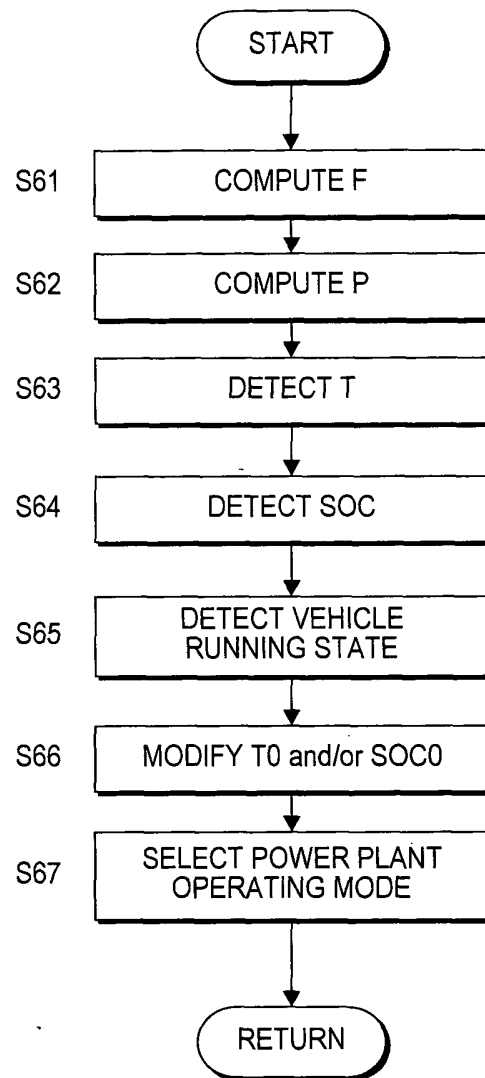 START
S61 COMPUTE F
S62 COMPUTE P
S63 DETECT T
S64 DETECT SOC
S65 DETECT VEHICLE
RUNNING STATE
S66 MODIFY T0 and/or SOC0
S67 SELECT POWER PLANT
OPERATING MODE
RETURN